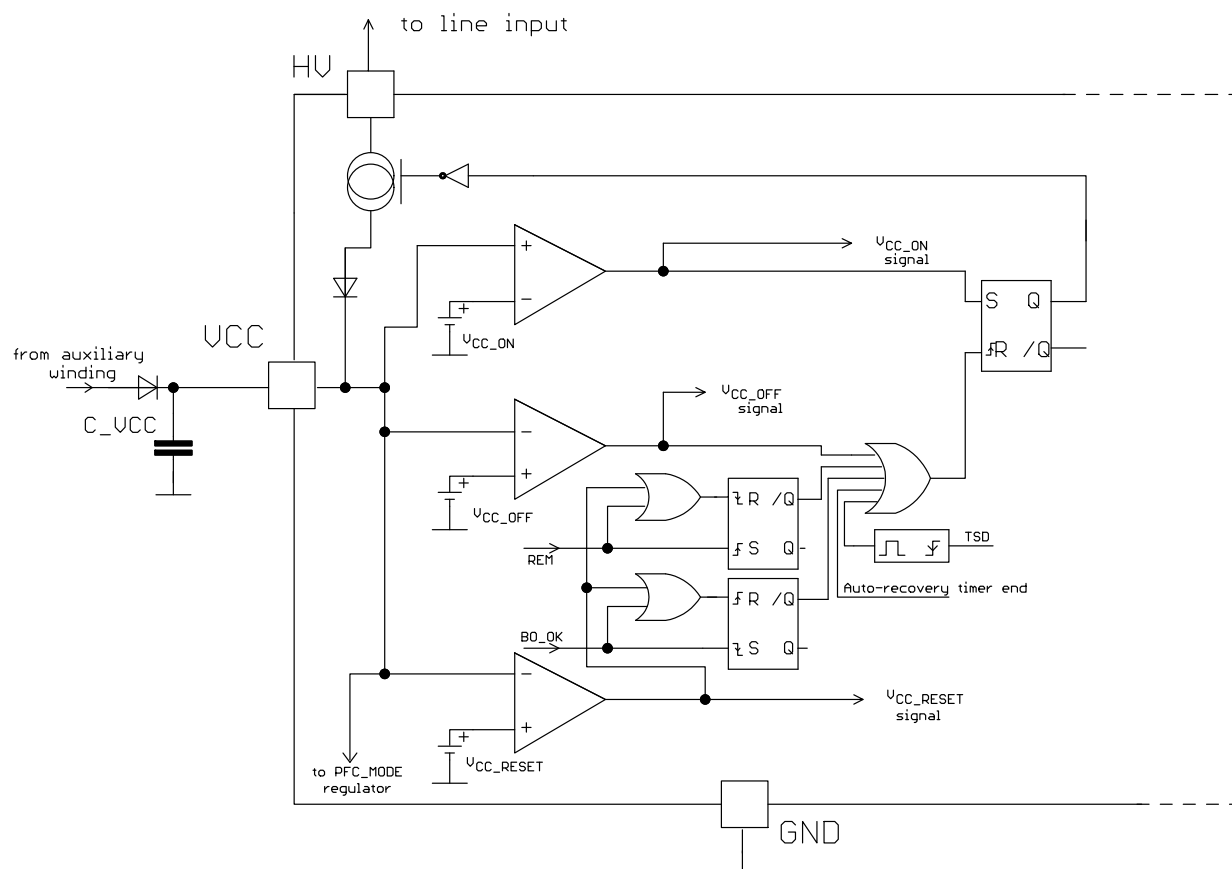 to line input
HV
+
VCC_ON
signal
S Q
VCC
−
+
VCC_ON
R /Q
from auxiliary
winding
VCC_OFF
signal
C_VCC
−
+
+
VCC_OFF
R /Q
TSD
REM
S Q
Auto-recovery timer end
R /Q
BO_OK
S Q
−
VCC_RESET
signal
+
+
VCC_RESET
to PFC_MODE
regulator
GND